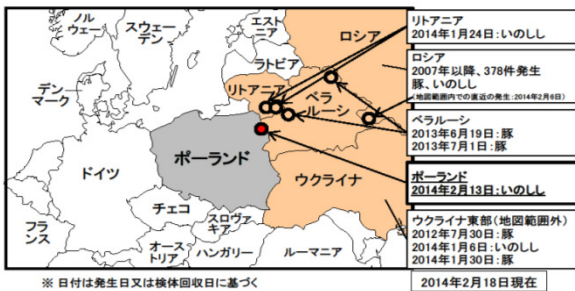 ノル
ウェー
スウェー
デン
エスト
ニア
ロシア
ラトビア
デン
マーク
リトアニア
ベラ
ルーシ
ドイツ
ポーランド
ウクライナ
チェコ
スロヴァ
キア
フランス
オース
トリア
ハンガリー
ルーマニア
リトアニア
2014年1月24日:いのしし
ロシア
2007年以降、378件発生
豚、いのしし
(地図範囲内での直近の発生:2014年2月6日)
ベラルーシ
2013年6月19日:豚
2013年7月1日:豚
ポーランド
2014年2月13日:いのしし
ウクライナ東部(地図範囲外)
2012年7月30日:豚
2014年1月6日:いのしし
2014年1月30日:豚
※ 日付は発生日又は検体回収日に基づく
2014年2月18日現在